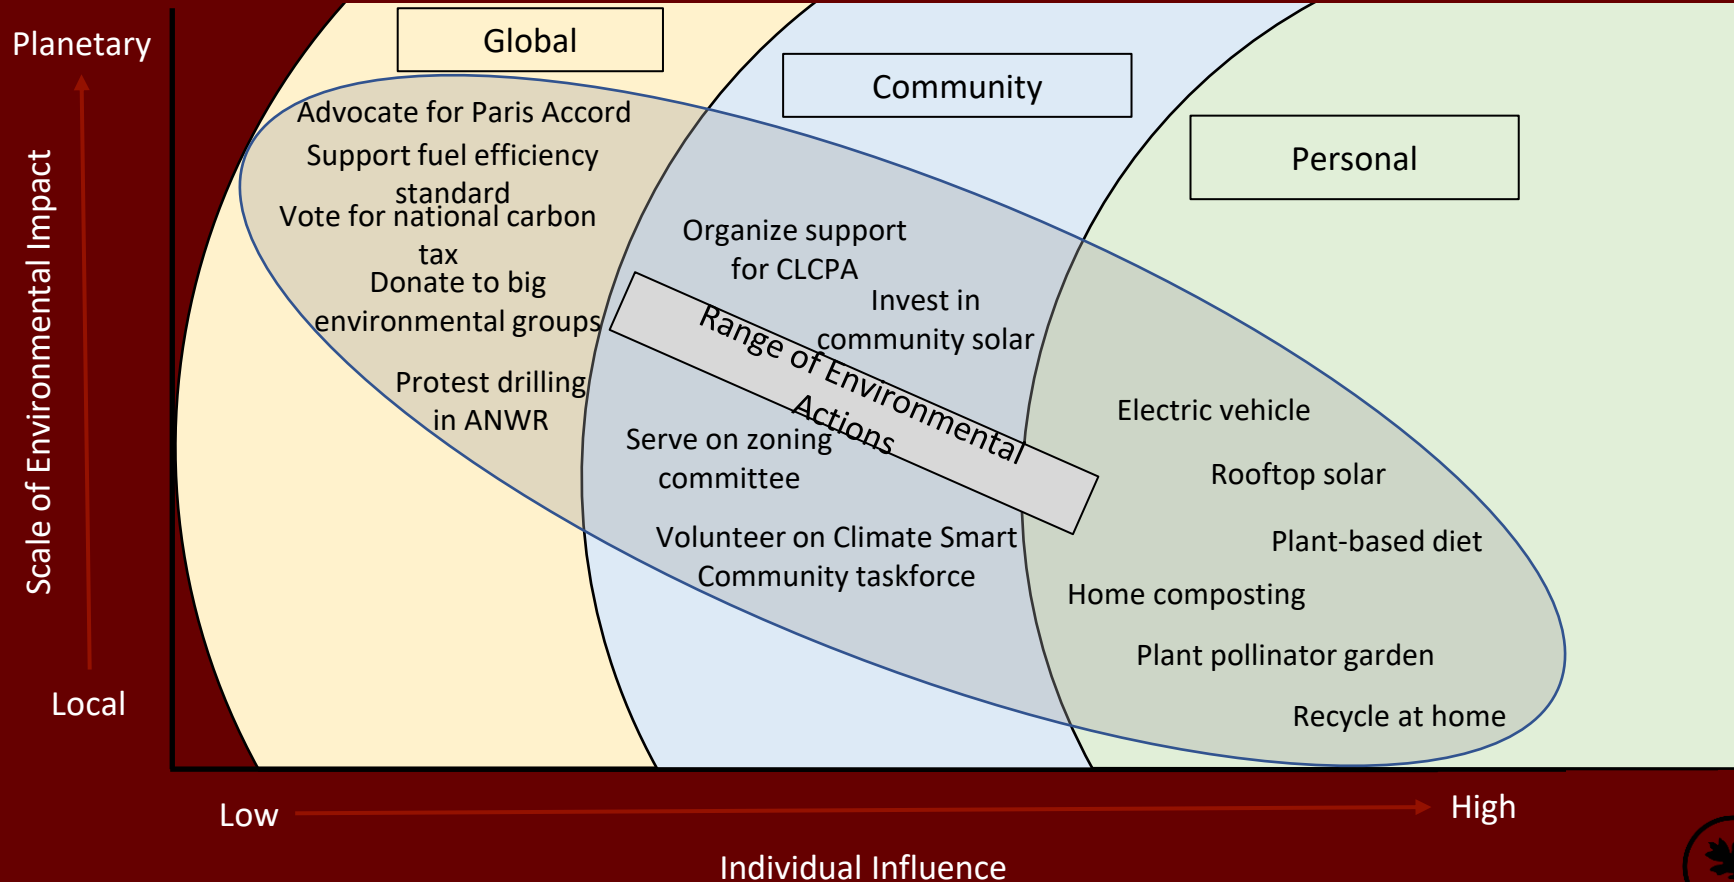 Planetary
Scale of Environmental Impact
Local
Global
Advocate for Paris Accord
Support fuel efficiency
standard
Vote for national carbon
tax
Donate to big
environmental groups
Protest drilling
in ANWR
Community
Organize support
for CLCPA
Invest in
community solar
Range of Environmental
Actions
Serve on zoning
committee
Volunteer on Climate Smart
Community taskforce
Personal
Electric vehicle
Rooftop solar
Plant-based diet
Home composting
Plant pollinator garden
Recycle at home
Low
High
Individual Influence